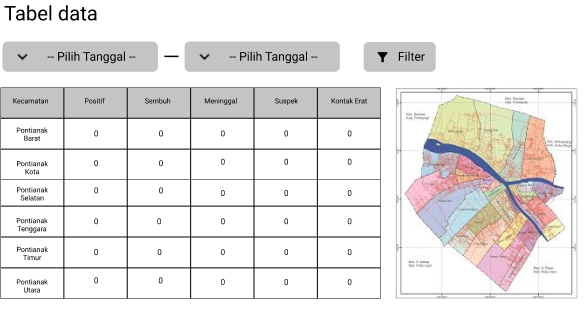 Tabel data
-- Pilih Tanggal -- — -- Pilih Tanggal -- Filter
Kecamatan Positif Sembuh Meninggal Suspek Kontak Erat
Pontianak Barat 0 0 0 0 0
Pontianak Kota 0 0 0 0 0
Pontianak Selatan 0 0 0 0 0
Pontianak Tenggara 0 0 0 0 0
Pontianak Timur 0 0 0 0 0
Pontianak Utara 0 0 0 0 0